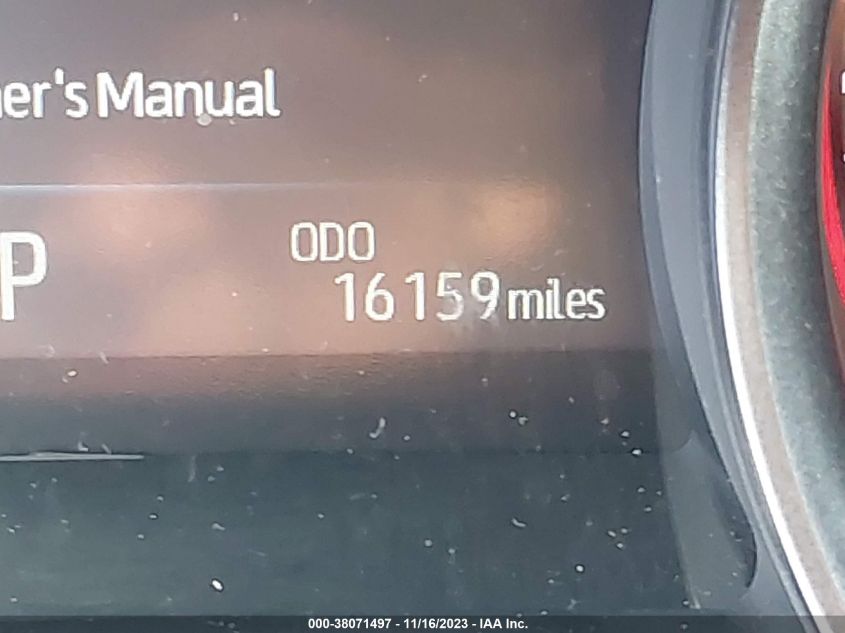 er's Manual
P
ODO
16159 miles
000-38071497 - 11/16/2023 - IAA Inc.